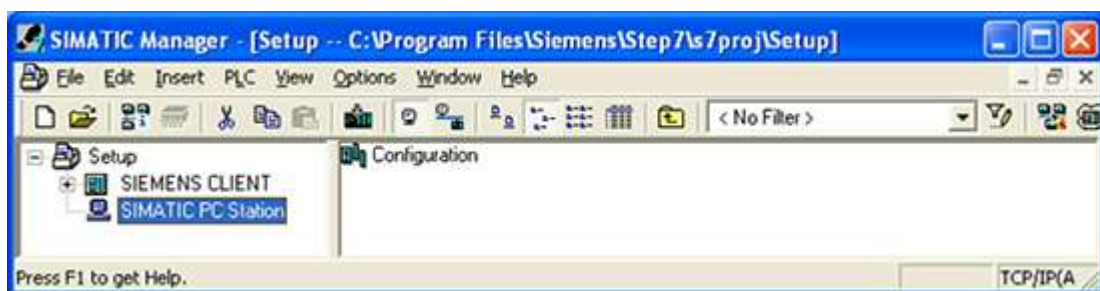 SIMATIC Manager - [Setup -- C:\Program Files\Siemens\Step7\s7proj\Setup]
File Edit Insert PLC View Options Window Help
< No Filter >
Setup
SIEMENS CLIENT
SIMATIC PC Station
Configuration
Press F1 to get Help.
TCP/IP(A